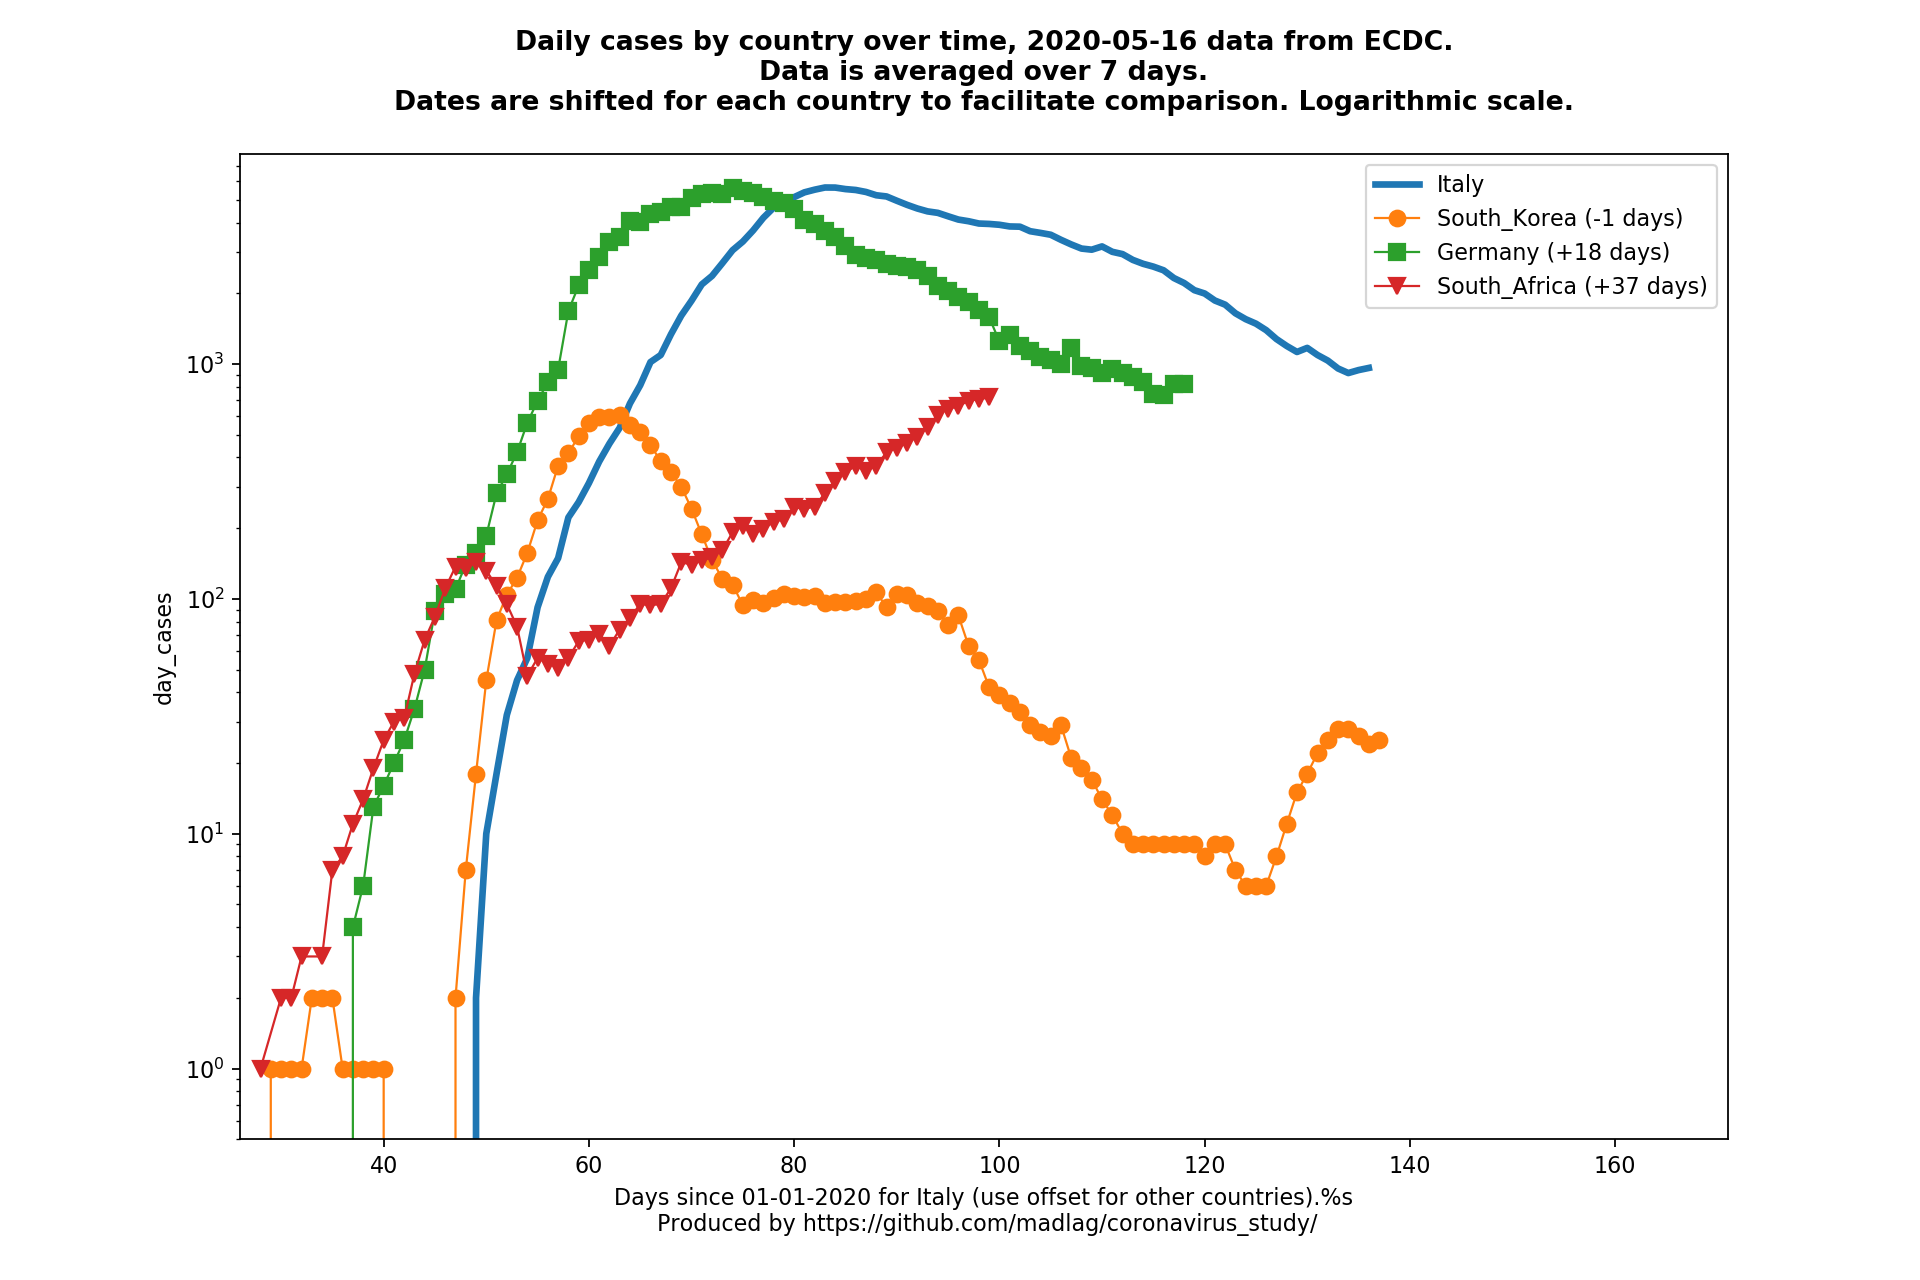 Daily cases by country over time, 2020-05-16 data from ECDC.
Data is averaged over 7 days.
Dates are shifted for each country to facilitate comparison. Logarithmic scale.
Italy
South_Korea (-1 days)
Germany (+18 days)
South_Africa (+37 days)
day_cases
10³
10²
10¹
10⁰
40 60 80 100 120 140 160
Days since 01-01-2020 for Italy (use offset for other countries).%s
Produced by https://github.com/madlag/coronavirus_study/